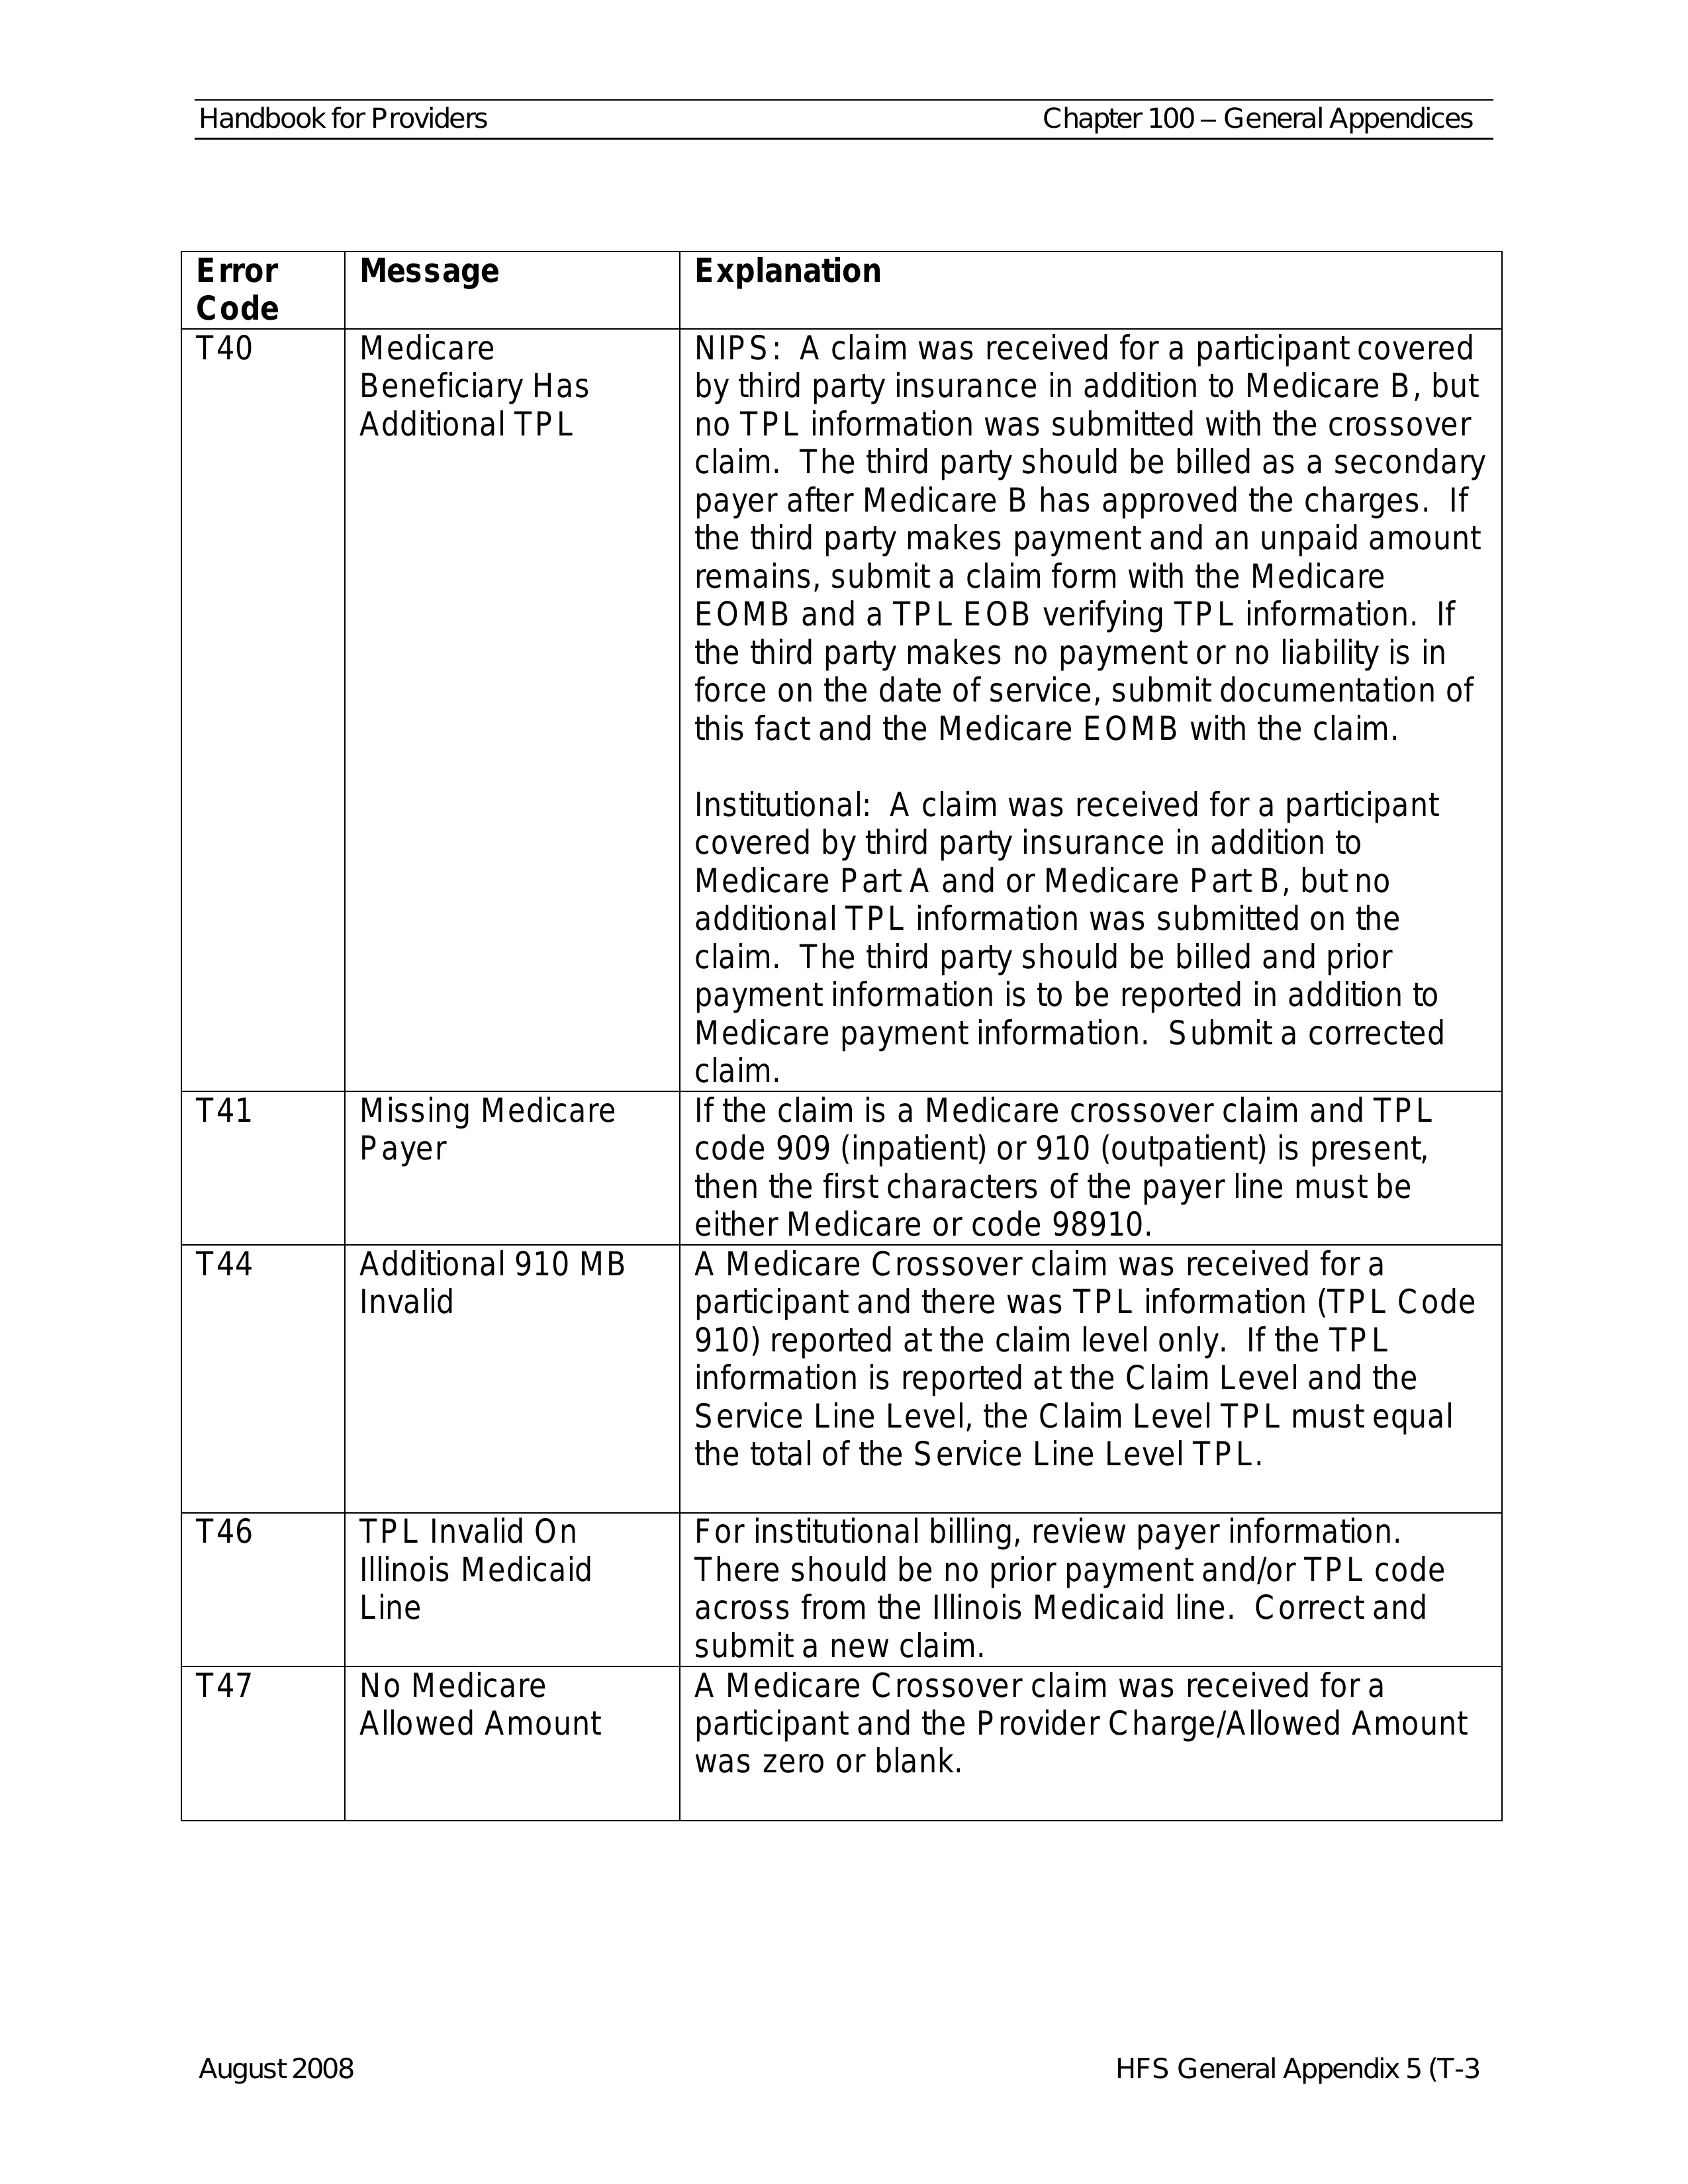 Handbook for Providers Chapter 100 – General Appendices
Error
Code
Message
Explanation
T40
Medicare
Beneficiary Has
Additional TPL
NIPS: A claim was received for a participant covered
by third party insurance in addition to Medicare B, but
no TPL information was submitted with the crossover
claim. The third party should be billed as a secondary
payer after Medicare B has approved the charges. If
the third party makes payment and an unpaid amount
remains, submit a claim form with the Medicare
EOMB and a TPL EOB verifying TPL information. If
the third party makes no payment or no liability is in
force on the date of service, submit documentation of
this fact and the Medicare EOMB with the claim.
Institutional: A claim was received for a participant
covered by third party insurance in addition to
Medicare Part A and or Medicare Part B, but no
additional TPL information was submitted on the
claim. The third party should be billed and prior
payment information is to be reported in addition to
Medicare payment information. Submit a corrected
claim.
T41
Missing Medicare
Payer
If the claim is a Medicare crossover claim and TPL
code 909 (inpatient) or 910 (outpatient) is present,
then the first characters of the payer line must be
either Medicare or code 98910.
T44
Additional 910 MB
Invalid
A Medicare Crossover claim was received for a
participant and there was TPL information (TPL Code
910) reported at the claim level only. If the TPL
information is reported at the Claim Level and the
Service Line Level, the Claim Level TPL must equal
the total of the Service Line Level TPL.
T46
TPL Invalid On
Illinois Medicaid
Line
For institutional billing, review payer information.
There should be no prior payment and/or TPL code
across from the Illinois Medicaid line. Correct and
submit a new claim.
T47
No Medicare
Allowed Amount
A Medicare Crossover claim was received for a
participant and the Provider Charge/Allowed Amount
was zero or blank.
August 2008 HFS General Appendix 5 (T-3